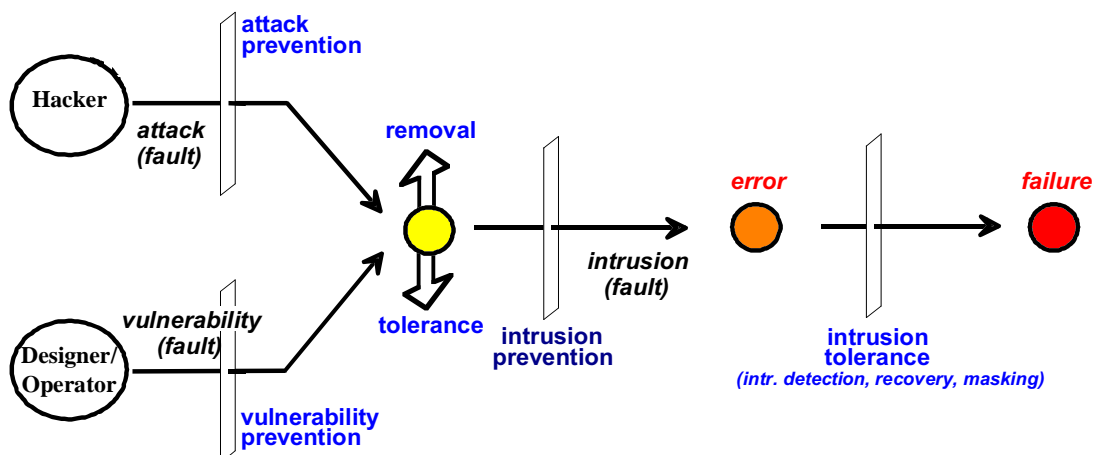 attack
prevention
Hacker
attack
(fault)
removal
error
failure
intrusion
(fault)
vulnerability
(fault)
tolerance
Designer/
Operator
intrusion
prevention
intrusion
tolerance
(intr. detection, recovery, masking)
vulnerability
prevention